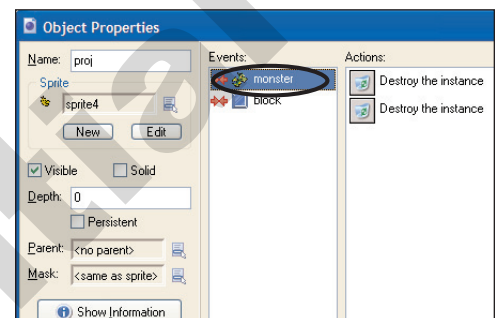 Object Properties
Name: proj
Sprite
sprite4
New Edit
Visible Solid
Depth: 0
Persistent
Parent: <no parent>
Mask: <same as sprite>
Show Information
Events:
monster
block
Actions:
Destroy the instance
Destroy the instance